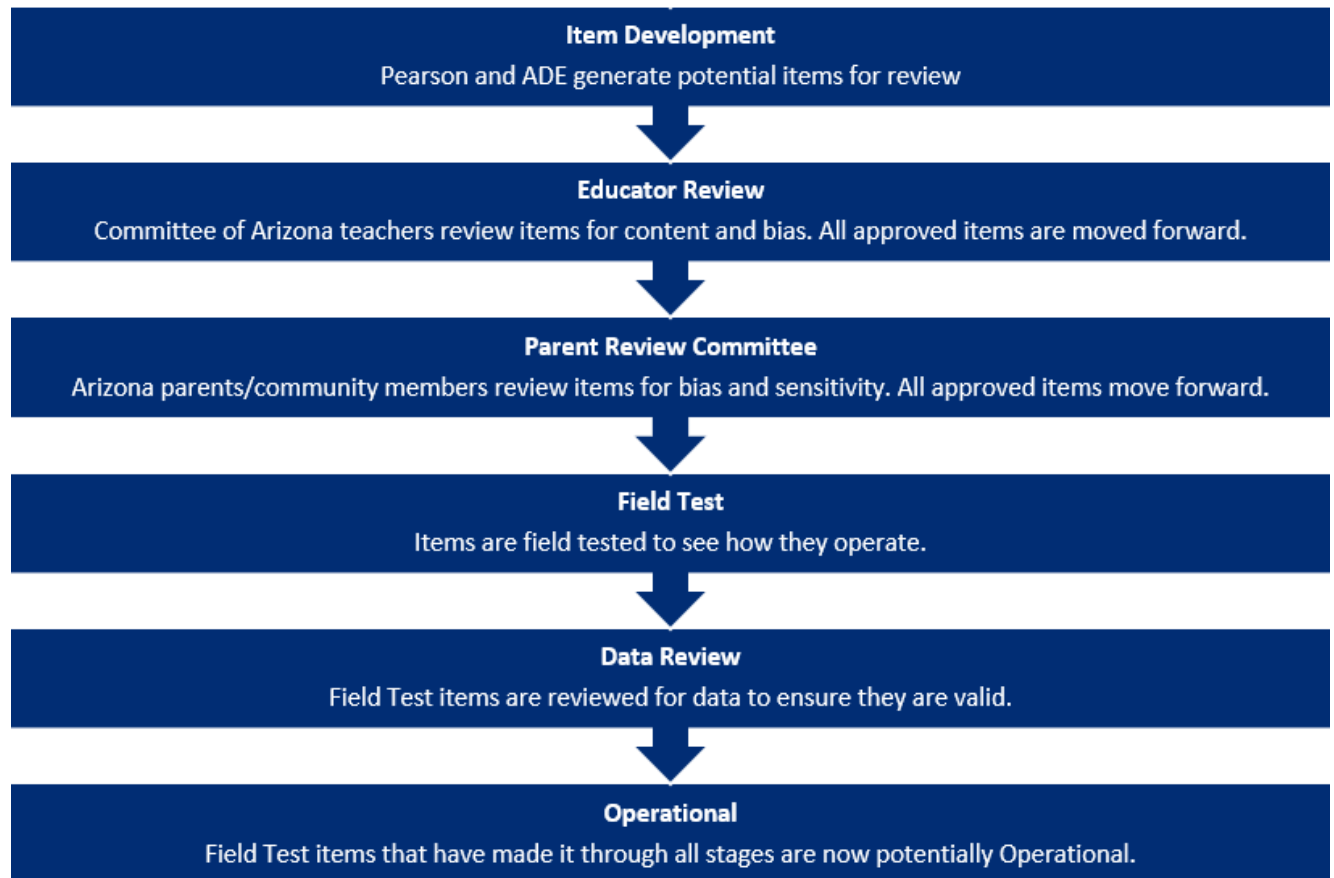 Item Development
Pearson and ADE generate potential items for review
Educator Review
Committee of Arizona teachers review items for content and bias. All approved items are moved forward.
Parent Review Committee
Arizona parents/community members review items for bias and sensitivity. All approved items move forward.
Field Test
Items are field tested to see how they operate.
Data Review
Field Test items are reviewed for data to ensure they are valid.
Operational
Field Test items that have made it through all stages are now potentially Operational.